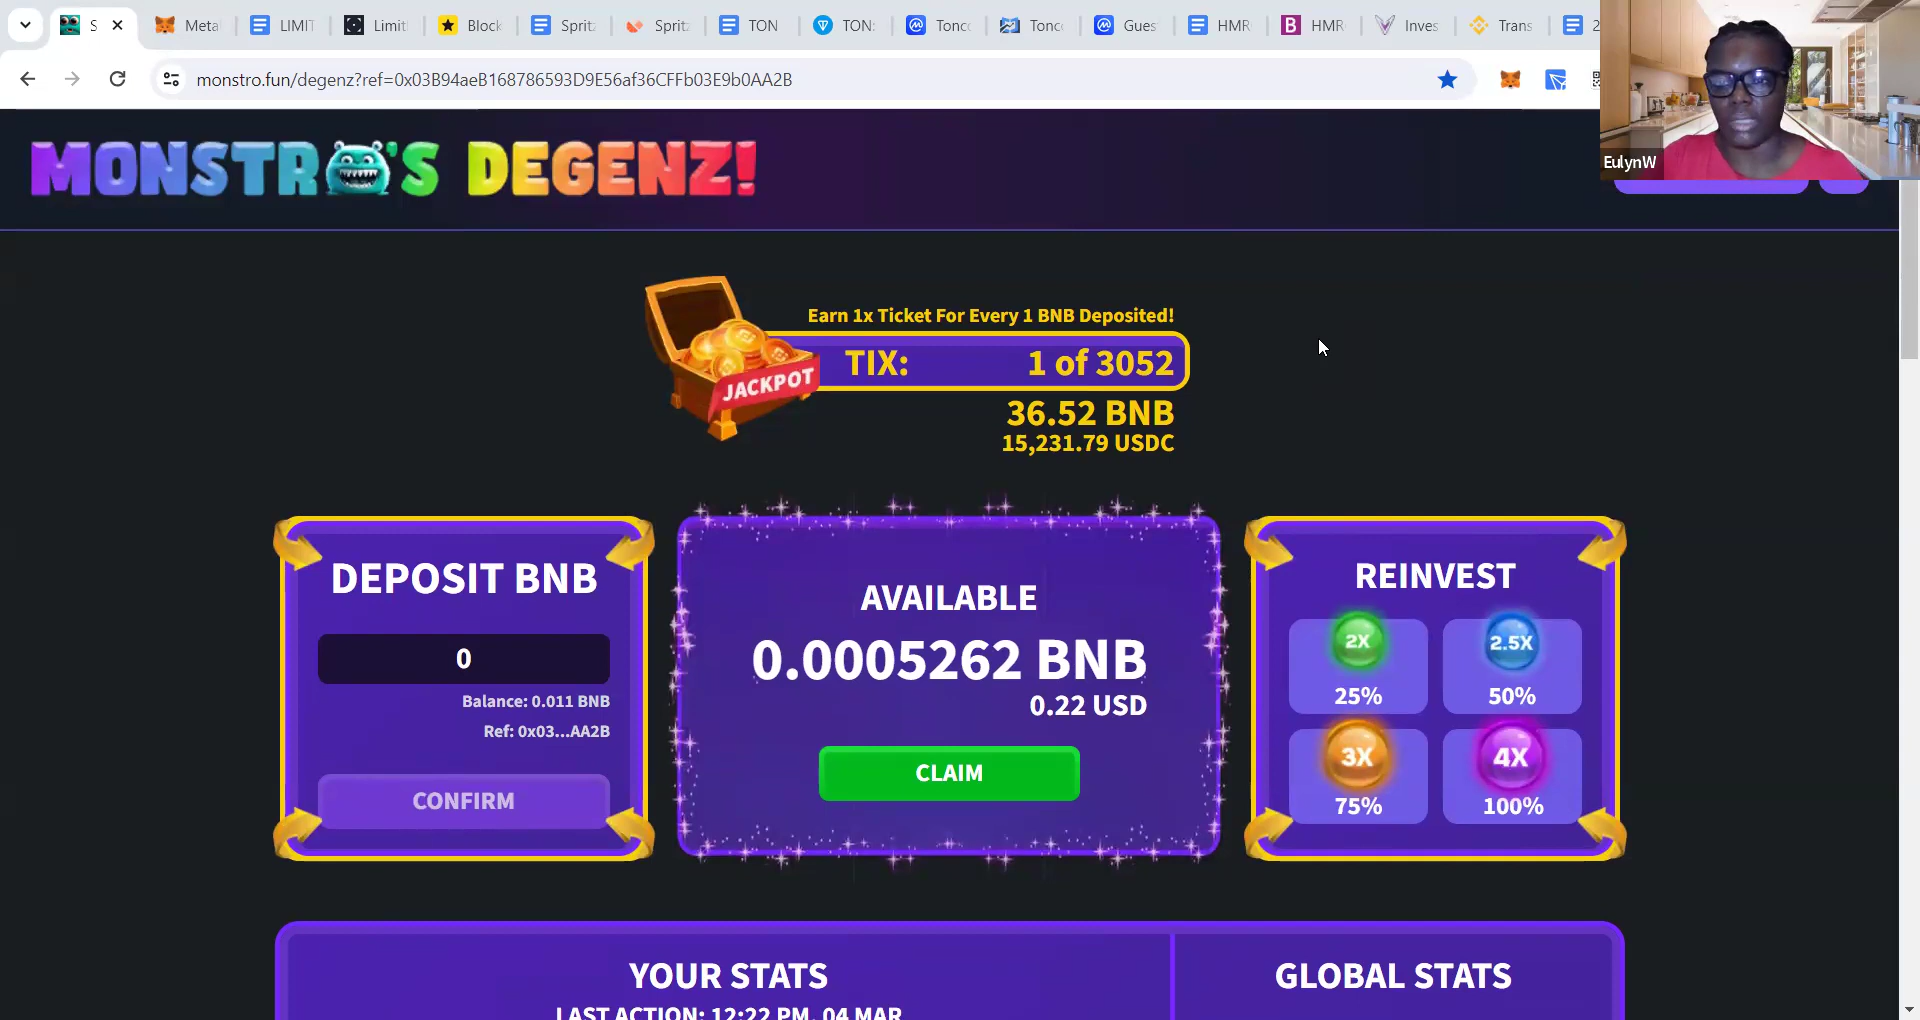 S
Meta
LIMIT
Limit
Block
Spritz
Spritz
TON
TON:
Tonco
Tonc
Gues
HMR
B
HMR
Inves
Trans
2
monstro.fun/degenz?ref=0x03B94aeB168786593D9E56af36CFFb03E9b0AA2B
EulynW
MONSTRO'S DEGENZ!
Earn 1x Ticket For Every 1 BNB Deposited!
JACKPOT
TIX: 1 of 3052
36.52 BNB
15,231.79 USDC
DEPOSIT BNB
0
Balance: 0.011 BNB
Ref: 0x03...AA2B
CONFIRM
AVAILABLE
0.0005262 BNB
0.22 USD
CLAIM
REINVEST
2X
25%
2.5X
50%
3X
75%
4X
100%
YOUR STATS
LAST ACTION: 12:22 PM, 04 MAR
GLOBAL STATS